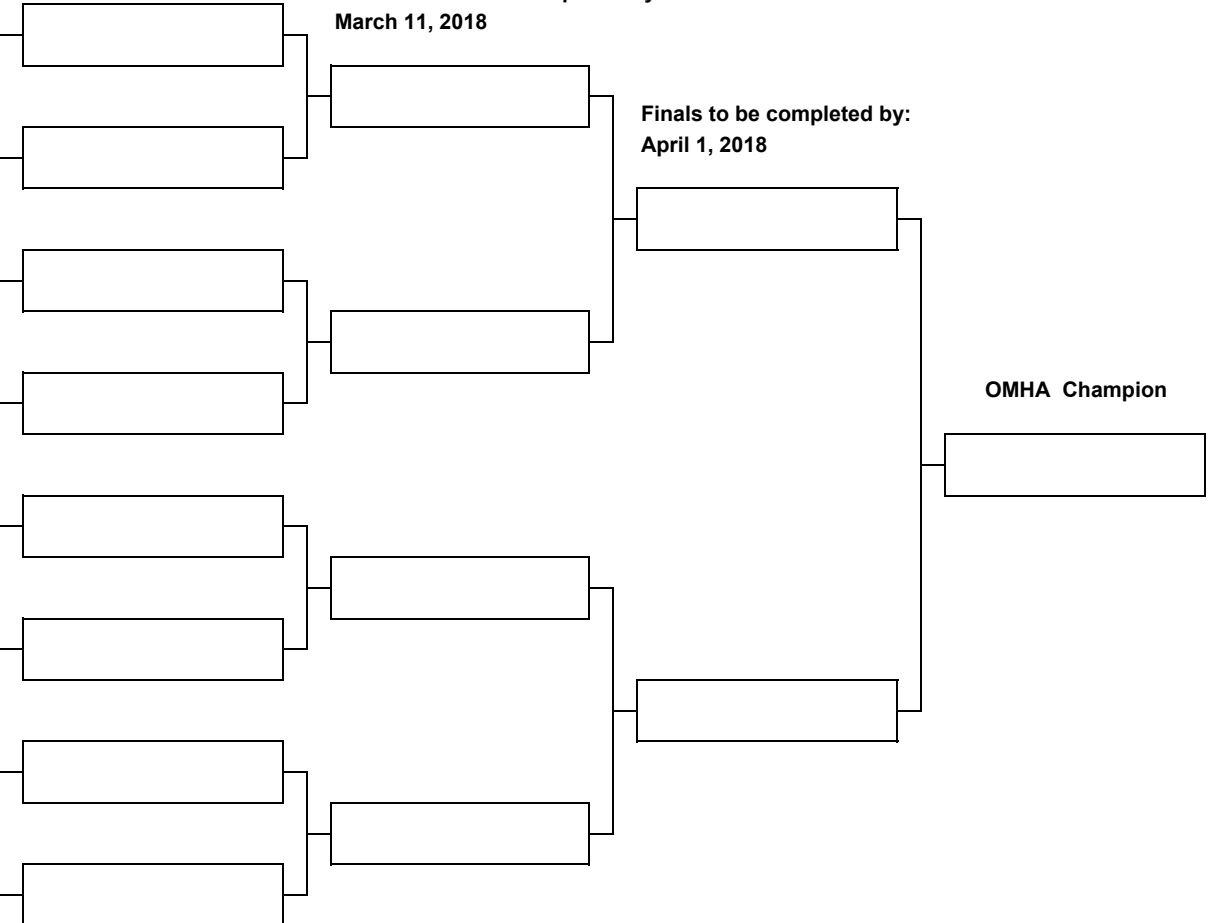 March 11, 2018
Finals to be completed by:
April 1, 2018
OMHA Champion